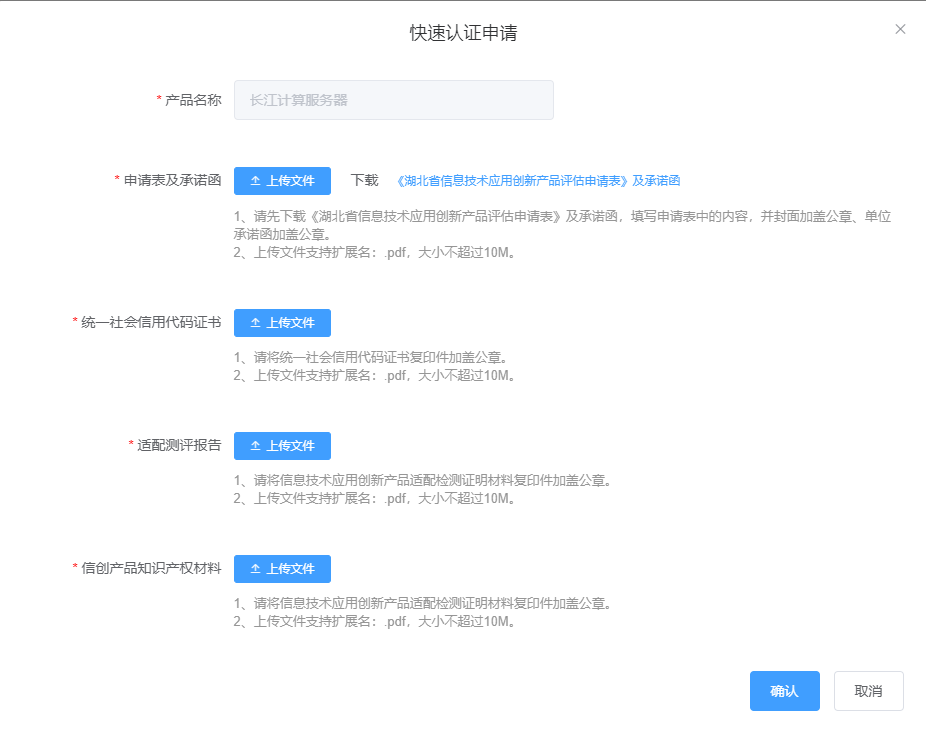 快速认证申请
* 产品名称
长江计算服务器
* 申请表及承诺函
上传文件
下载
《湖北省信息技术应用创新产品评估申请表》及承诺函
1、请先下载《湖北省信息技术应用创新产品评估申请表》及承诺函，填写申请表中的内容，并封面加盖公章、单位
承诺函加盖公章。
2、上传文件支持扩展名：.pdf，大小不超过10M。
* 统一社会信用代码证书
上传文件
1、请将统一社会信用代码证书复印件加盖公章。
2、上传文件支持扩展名：.pdf，大小不超过10M。
* 适配测评报告
上传文件
1、请将信息技术应用创新产品适配检测证明材料复印件加盖公章。
2、上传文件支持扩展名：.pdf，大小不超过10M。
* 信创产品知识产权材料
上传文件
1、请将信息技术应用创新产品适配检测证明材料复印件加盖公章。
2、上传文件支持扩展名：.pdf，大小不超过10M。
确认
取消